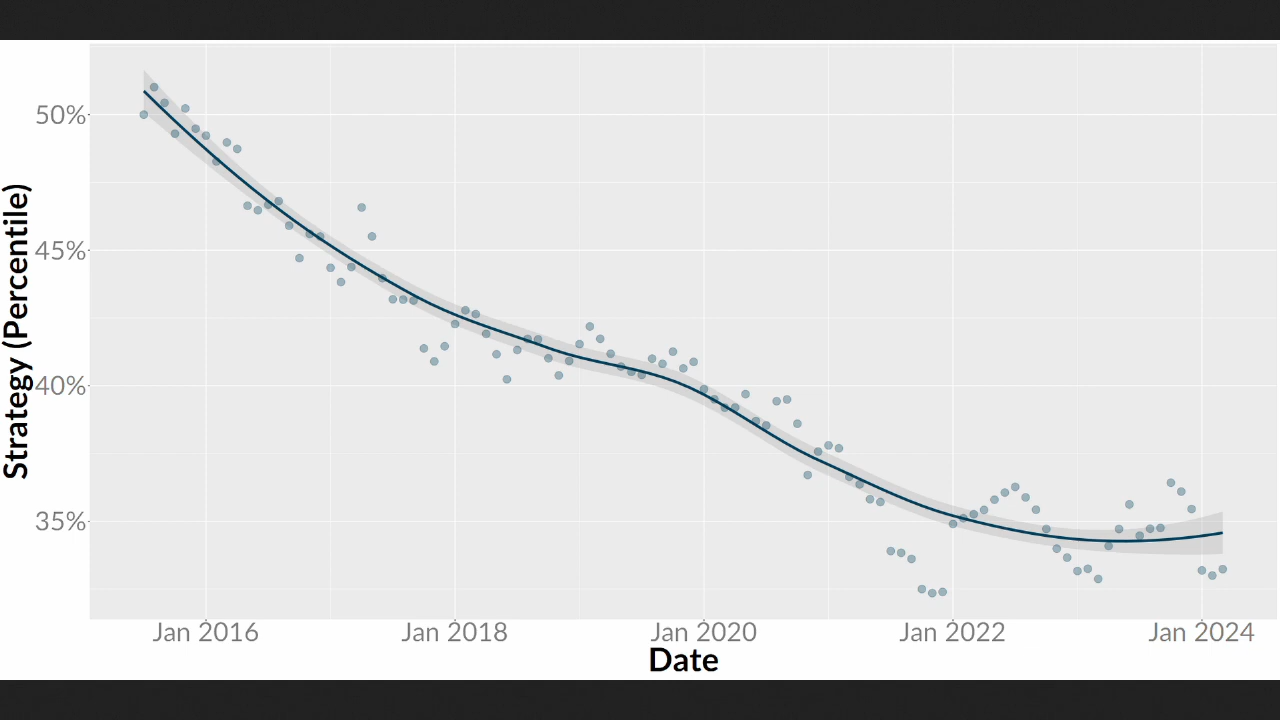 Strategy (Percentile)
50%
45%
40%
35%
Jan 2016
Jan 2018
Jan 2020
Jan 2022
Jan 2024
Date